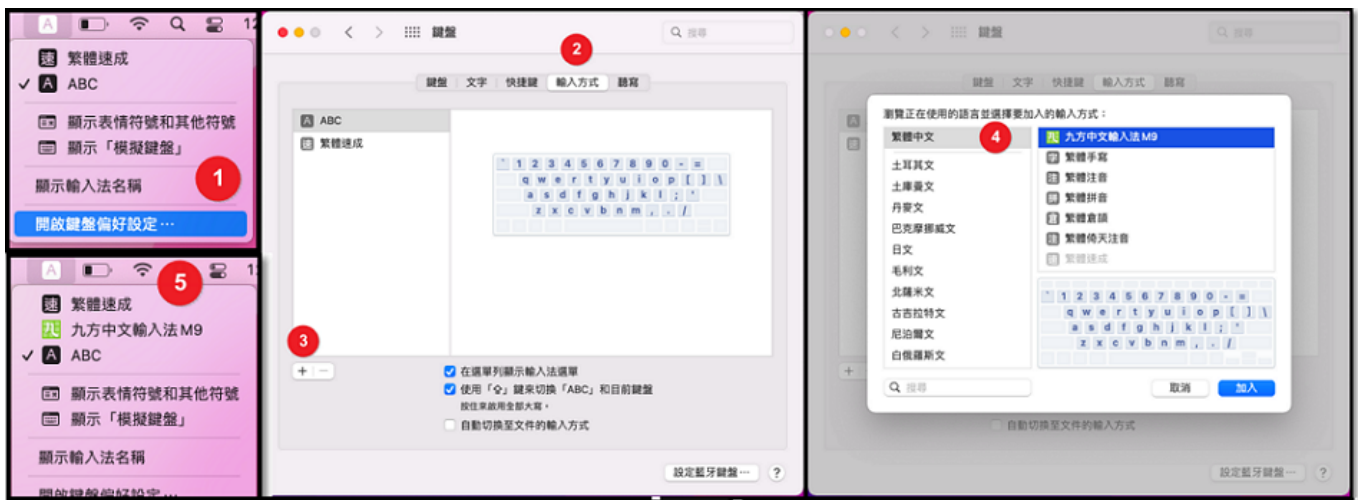 A
繁體速成
ABC
顯示表情符號和其他符號
顯示「模擬鍵盤」
顯示輸入法名稱
1
開啟鍵盤偏好設定…
5
繁體速成
九方中文輸入法 M9
ABC
顯示表情符號和其他符號
顯示「模擬鍵盤」
顯示輸入法名稱
鍵盤
搜尋
2
鍵盤 文字 快捷鍵 輸入方式 聽寫
ABC
繁體速成
` 1 2 3 4 5 6 7 8 9 0 - =
q w e r t y u i o p [ ] \
a s d f g h j k l ; '
z x c v b n m , . /
3
+ −
在選單列顯示輸入法選單
使用「⇪」鍵來切換「ABC」和目前鍵盤
按住來啟用全部大寫。
自動切換至文件的輸入方式
設定藍牙鍵盤… ?
鍵盤
搜尋
鍵盤 文字 快捷鍵 輸入方式 聽寫
瀏覽正在使用的語言並選擇要加入的輸入方式：
繁體中文
4
土耳其文
土庫曼文
丹麥文
巴克摩挪威文
日文
毛利文
北薩米文
古吉拉特文
尼泊爾文
白俄羅斯文
搜尋
九方中文輸入法 M9
繁體手寫
繁體注音
繁體拼音
繁體倉頡
繁體倚天注音
繁體速成
` 1 2 3 4 5 6 7 8 9 0 - =
q w e r t y u i o p [ ] \
a s d f g h j k l ; '
z x c v b n m , . /
取消 加入
自動切換至文件的輸入方式
設定藍牙鍵盤… ?